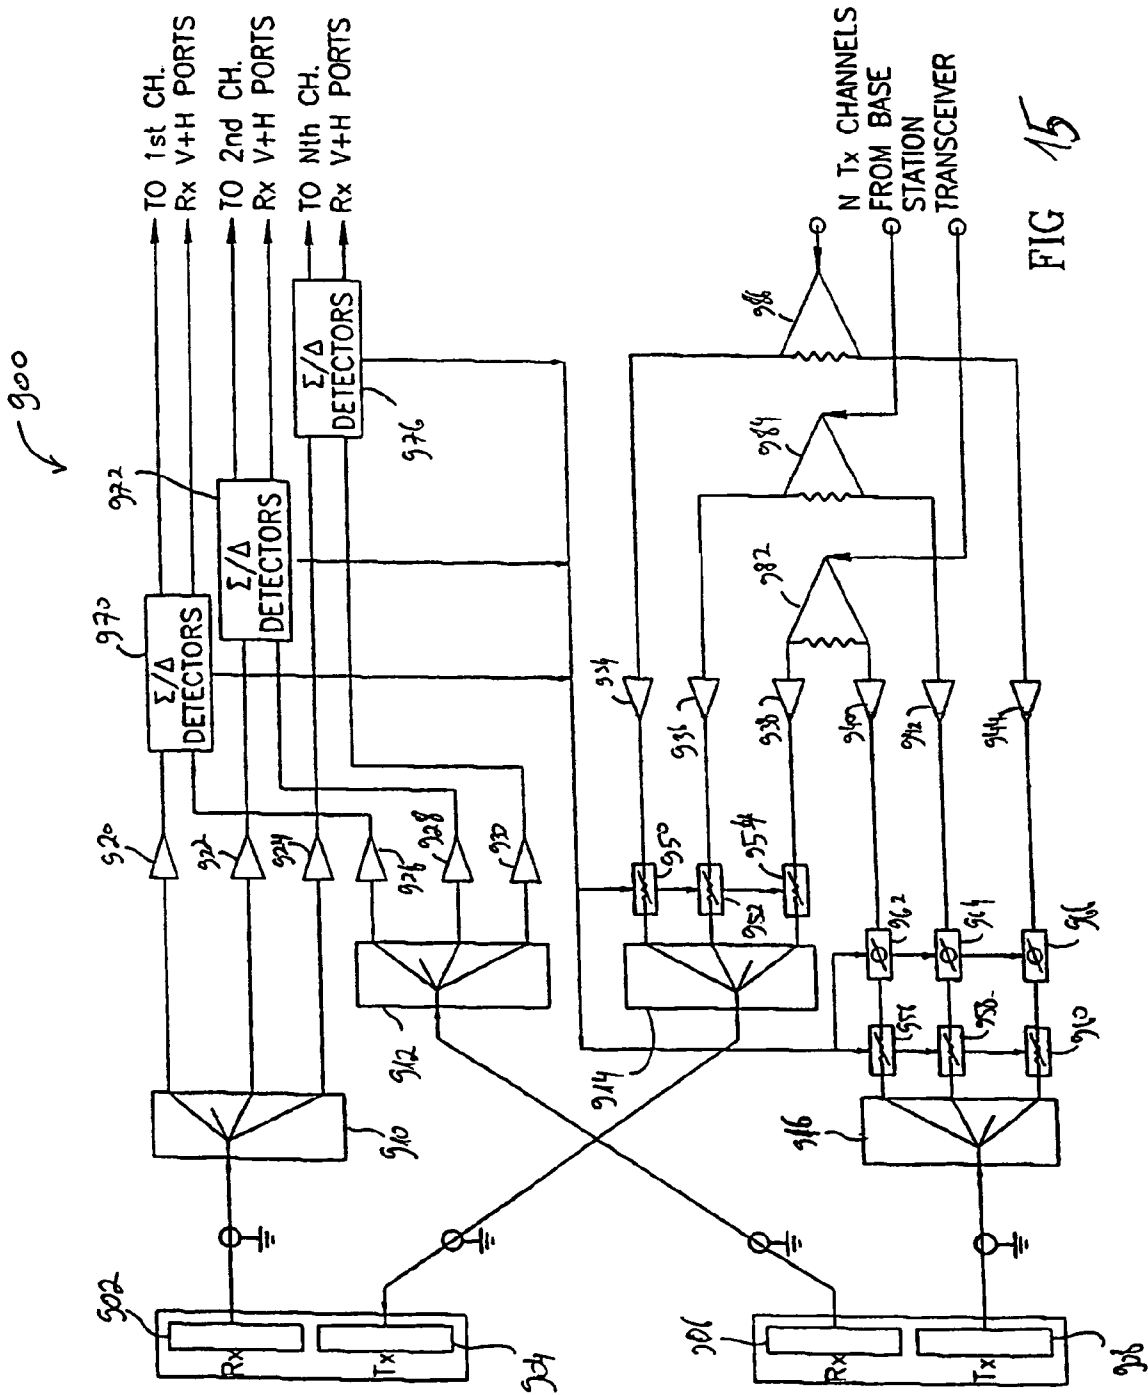 900
TO 1st CH.
Rx V+H PORTS
TO 2nd CH.
Rx V+H PORTS
TO Nth CH.
Rx V+H PORTS
970
Σ/Δ
DETECTORS
972
Σ/Δ
DETECTORS
Σ/Δ
DETECTORS
976
920
922
924
926
928
930
910
912
914
916
902
Rx
Tx
904
906
Rx
Tx
908
934
936
938
940
942
944
950
952
954
956
958
960
962
964
966
982
984
986
N Tx CHANNELS
FROM BASE
STATION
TRANSCEIVER
FIG 15